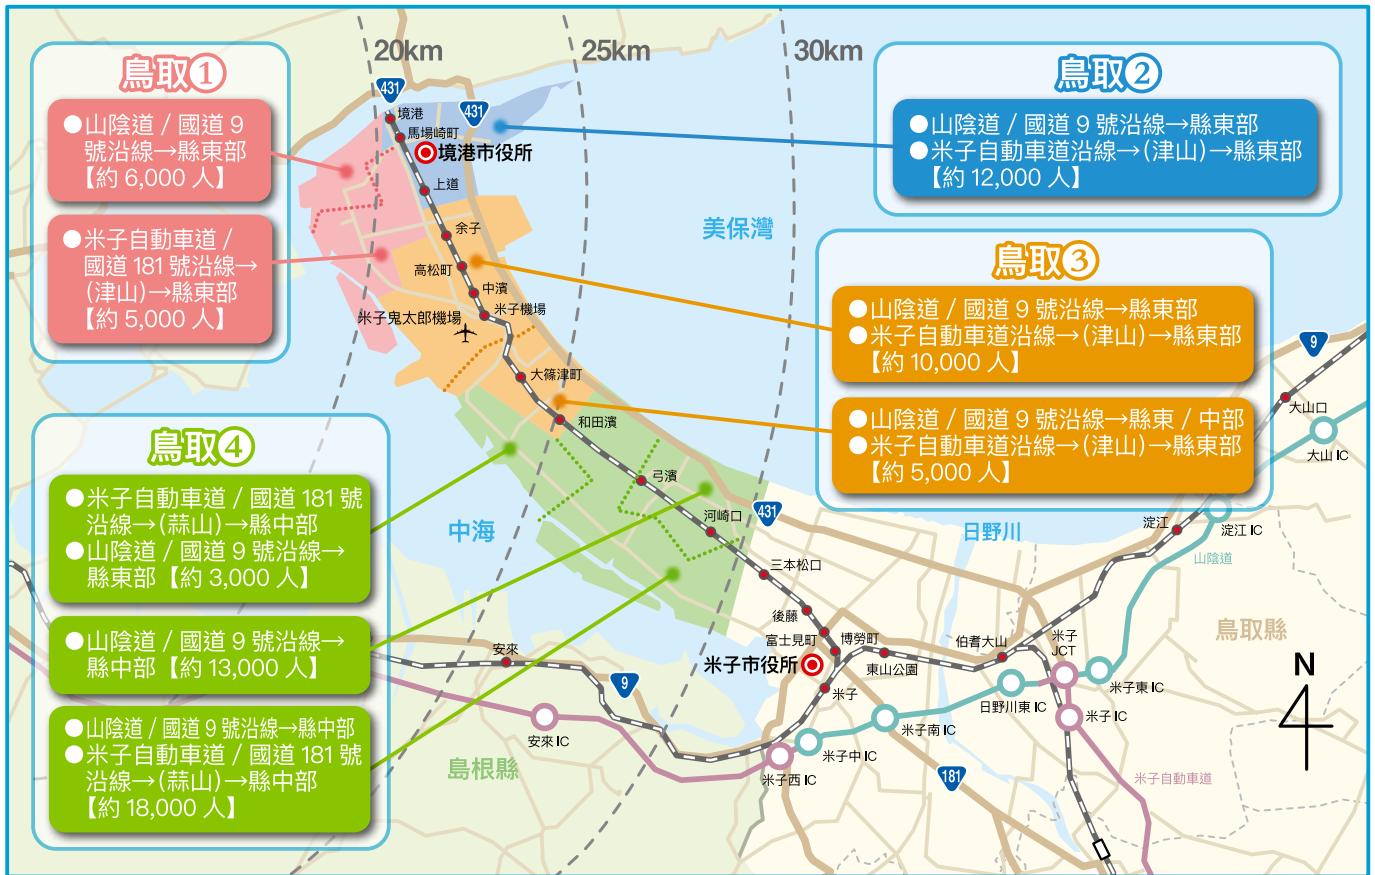 20km
25km
30km
鳥取①
●山陰道 / 國道 9
號沿線→縣東部
【約 6,000 人】
●米子自動車道 /
國道 181 號沿線→
(津山)→縣東部
【約 5,000 人】
鳥取②
●山陰道 / 國道 9 號沿線→縣東部
●米子自動車道沿線→(津山)→縣東部
【約 12,000 人】
鳥取③
●山陰道 / 國道 9 號沿線→縣東部
●米子自動車道沿線→(津山)→縣東部
【約 10,000 人】
●山陰道 / 國道 9 號沿線→縣東 / 中部
●米子自動車道沿線→(津山)→縣東部
【約 5,000 人】
鳥取④
●米子自動車道 / 國道 181 號
沿線→(蒜山)→縣中部
●山陰道 / 國道 9 號沿線→
縣東部【約 3,000 人】
●山陰道 / 國道 9 號沿線→
縣中部【約 13,000 人】
●山陰道 / 國道 9 號沿線→縣中部
●米子自動車道 / 國道 181 號
沿線→(蒜山)→縣中部
【約 18,000 人】
431
431
境港
馬場崎町
境港市役所
上道
余子
高松町
中濱
米子機場
米子鬼太郎機場
大篠津町
和田濱
弓濱
河崎口
431
三本松口
後藤
富士見町
博勞町
米子市役所
東山公園
米子
伯耆大山
淀江
大山口
9
大山 IC
淀江 IC
山陰道
美保灣
中海
日野川
鳥取縣
島根縣
安來
9
安來 IC
米子西 IC
米子中 IC
米子南 IC
日野川東 IC
米子
JCT
米子東 IC
米子 IC
181
米子自動車道
N